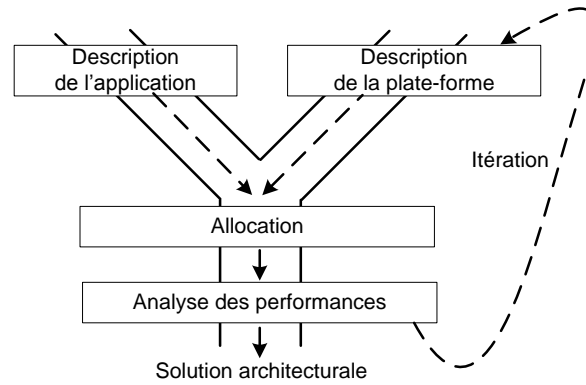 Description
de l'application
Description
de la plate-forme
Itération
Allocation
Analyse des performances
Solution architecturale